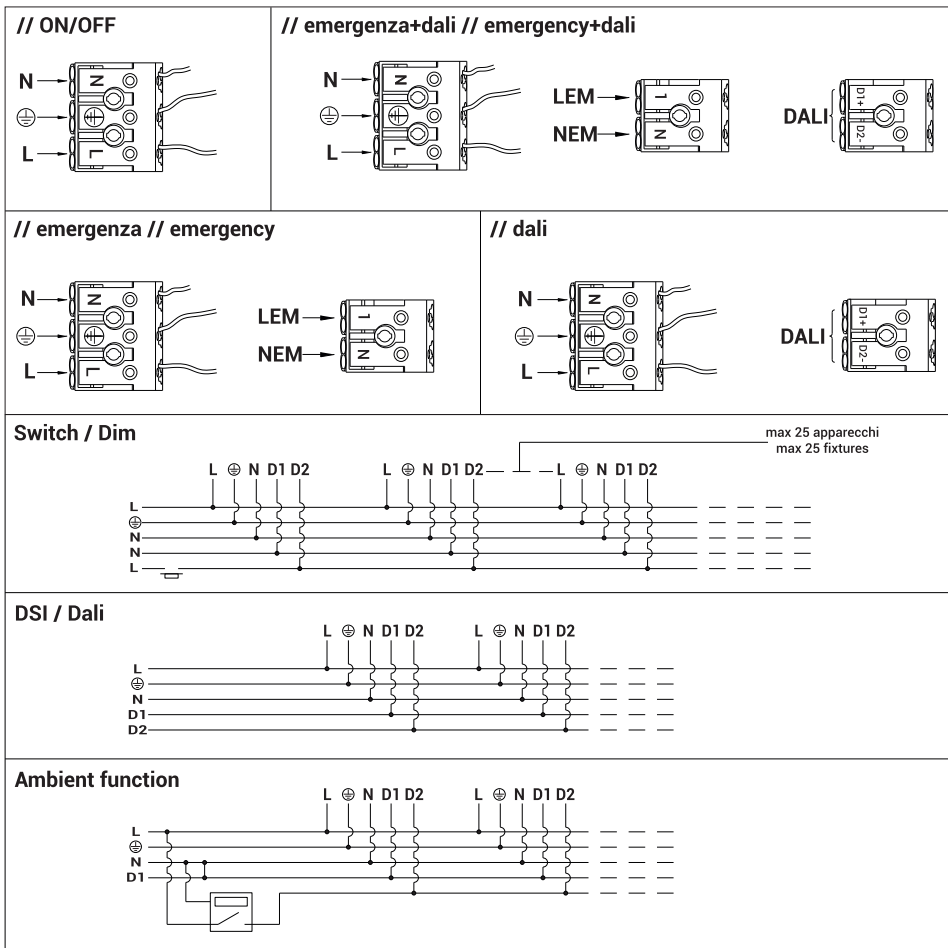 // ON/OFF
N
L
N
L
// emergenza+dali // emergency+dali
N
L
N
L
LEM
NEM
1
N
DALI
D1+
D2-
// emergenza // emergency
N
L
N
L
LEM
NEM
1
N
// dali
N
L
N
L
DALI
D1+
D2-
Switch / Dim
max 25 apparecchi
max 25 fixtures
L N D1 D2 L N D1 D2 L N D1 D2
L
N
N
L
DSI / Dali
L N D1 D2 L N D1 D2
L
N
D1
D2
Ambient function
L N D1 D2 L N D1 D2
L
N
D1